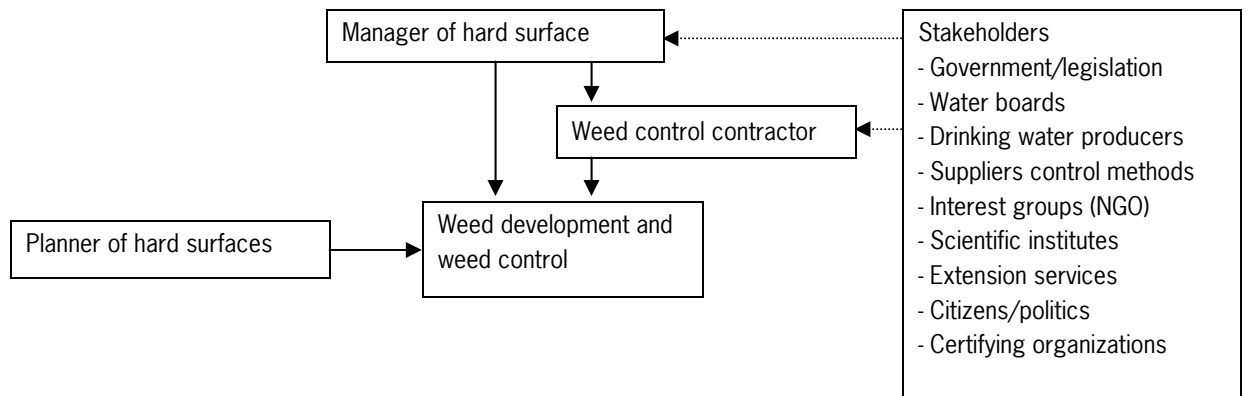 Manager of hard surface
Weed control contractor
Weed development and
weed control
Planner of hard surfaces
Stakeholders
- Government/legislation
- Water boards
- Drinking water producers
- Suppliers control methods
- Interest groups (NGO)
- Scientific institutes
- Extension services
- Citizens/politics
- Certifying organizations